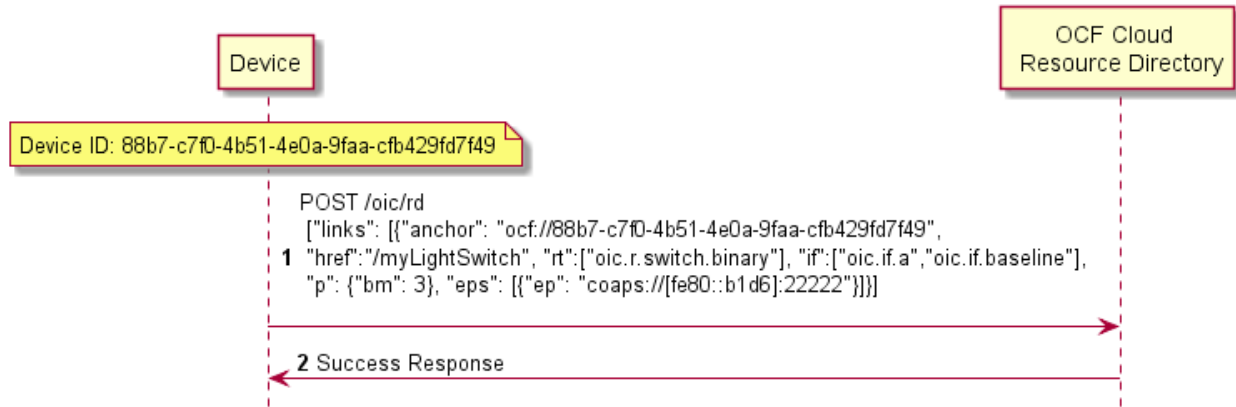 Device
OCF Cloud
Resource Directory
Device ID: 88b7-c7f0-4b51-4e0a-9faa-cfb429fd7f49
POST /oic/rd
["links": [{"anchor": "ocf://88b7-c7f0-4b51-4e0a-9faa-cfb429fd7f49",
1 "href":"/myLightSwitch", "rt":["oic.r.switch.binary"], "if":["oic.if.a","oic.if.baseline"],
"p": {"bm": 3}, "eps": [{"ep": "coaps://[fe80::b1d6]:22222"}]}]
2 Success Response